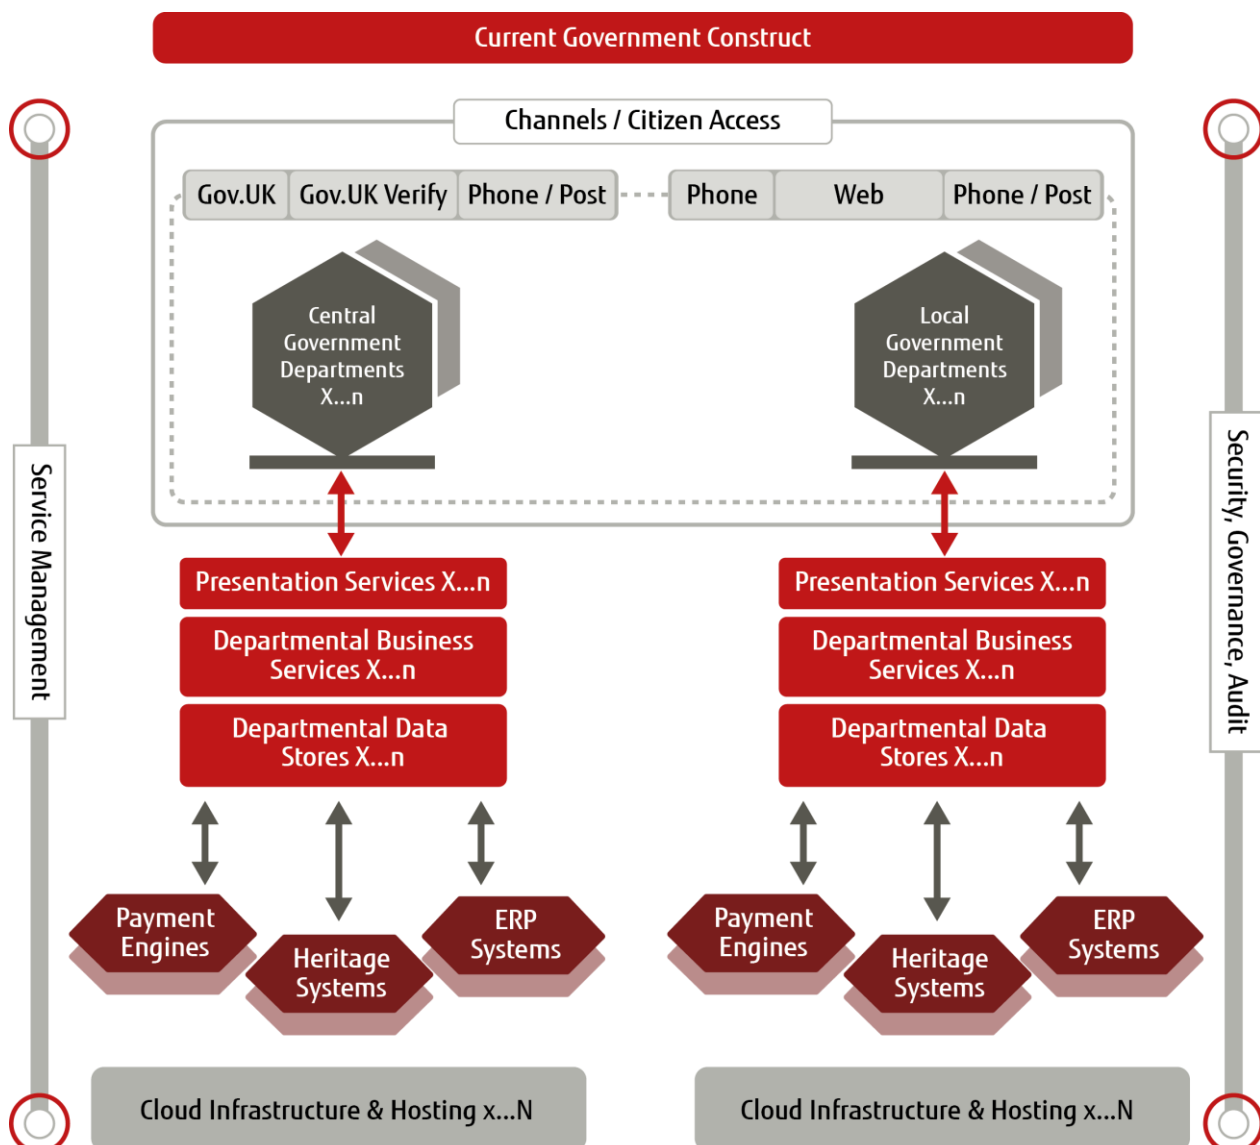 Current Government Construct
Channels / Citizen Access
Gov.UK
Gov.UK Verify
Phone / Post
Phone
Web
Phone / Post
Central
Government
Departments
X...n
Local
Government
Departments
X...n
Service Management
Security, Governance, Audit
Presentation Services X...n
Departmental Business
Services X...n
Departmental Data
Stores X...n
Presentation Services X...n
Departmental Business
Services X...n
Departmental Data
Stores X...n
Payment
Engines
Heritage
Systems
ERP
Systems
Payment
Engines
Heritage
Systems
ERP
Systems
Cloud Infrastructure & Hosting x...N
Cloud Infrastructure & Hosting x...N